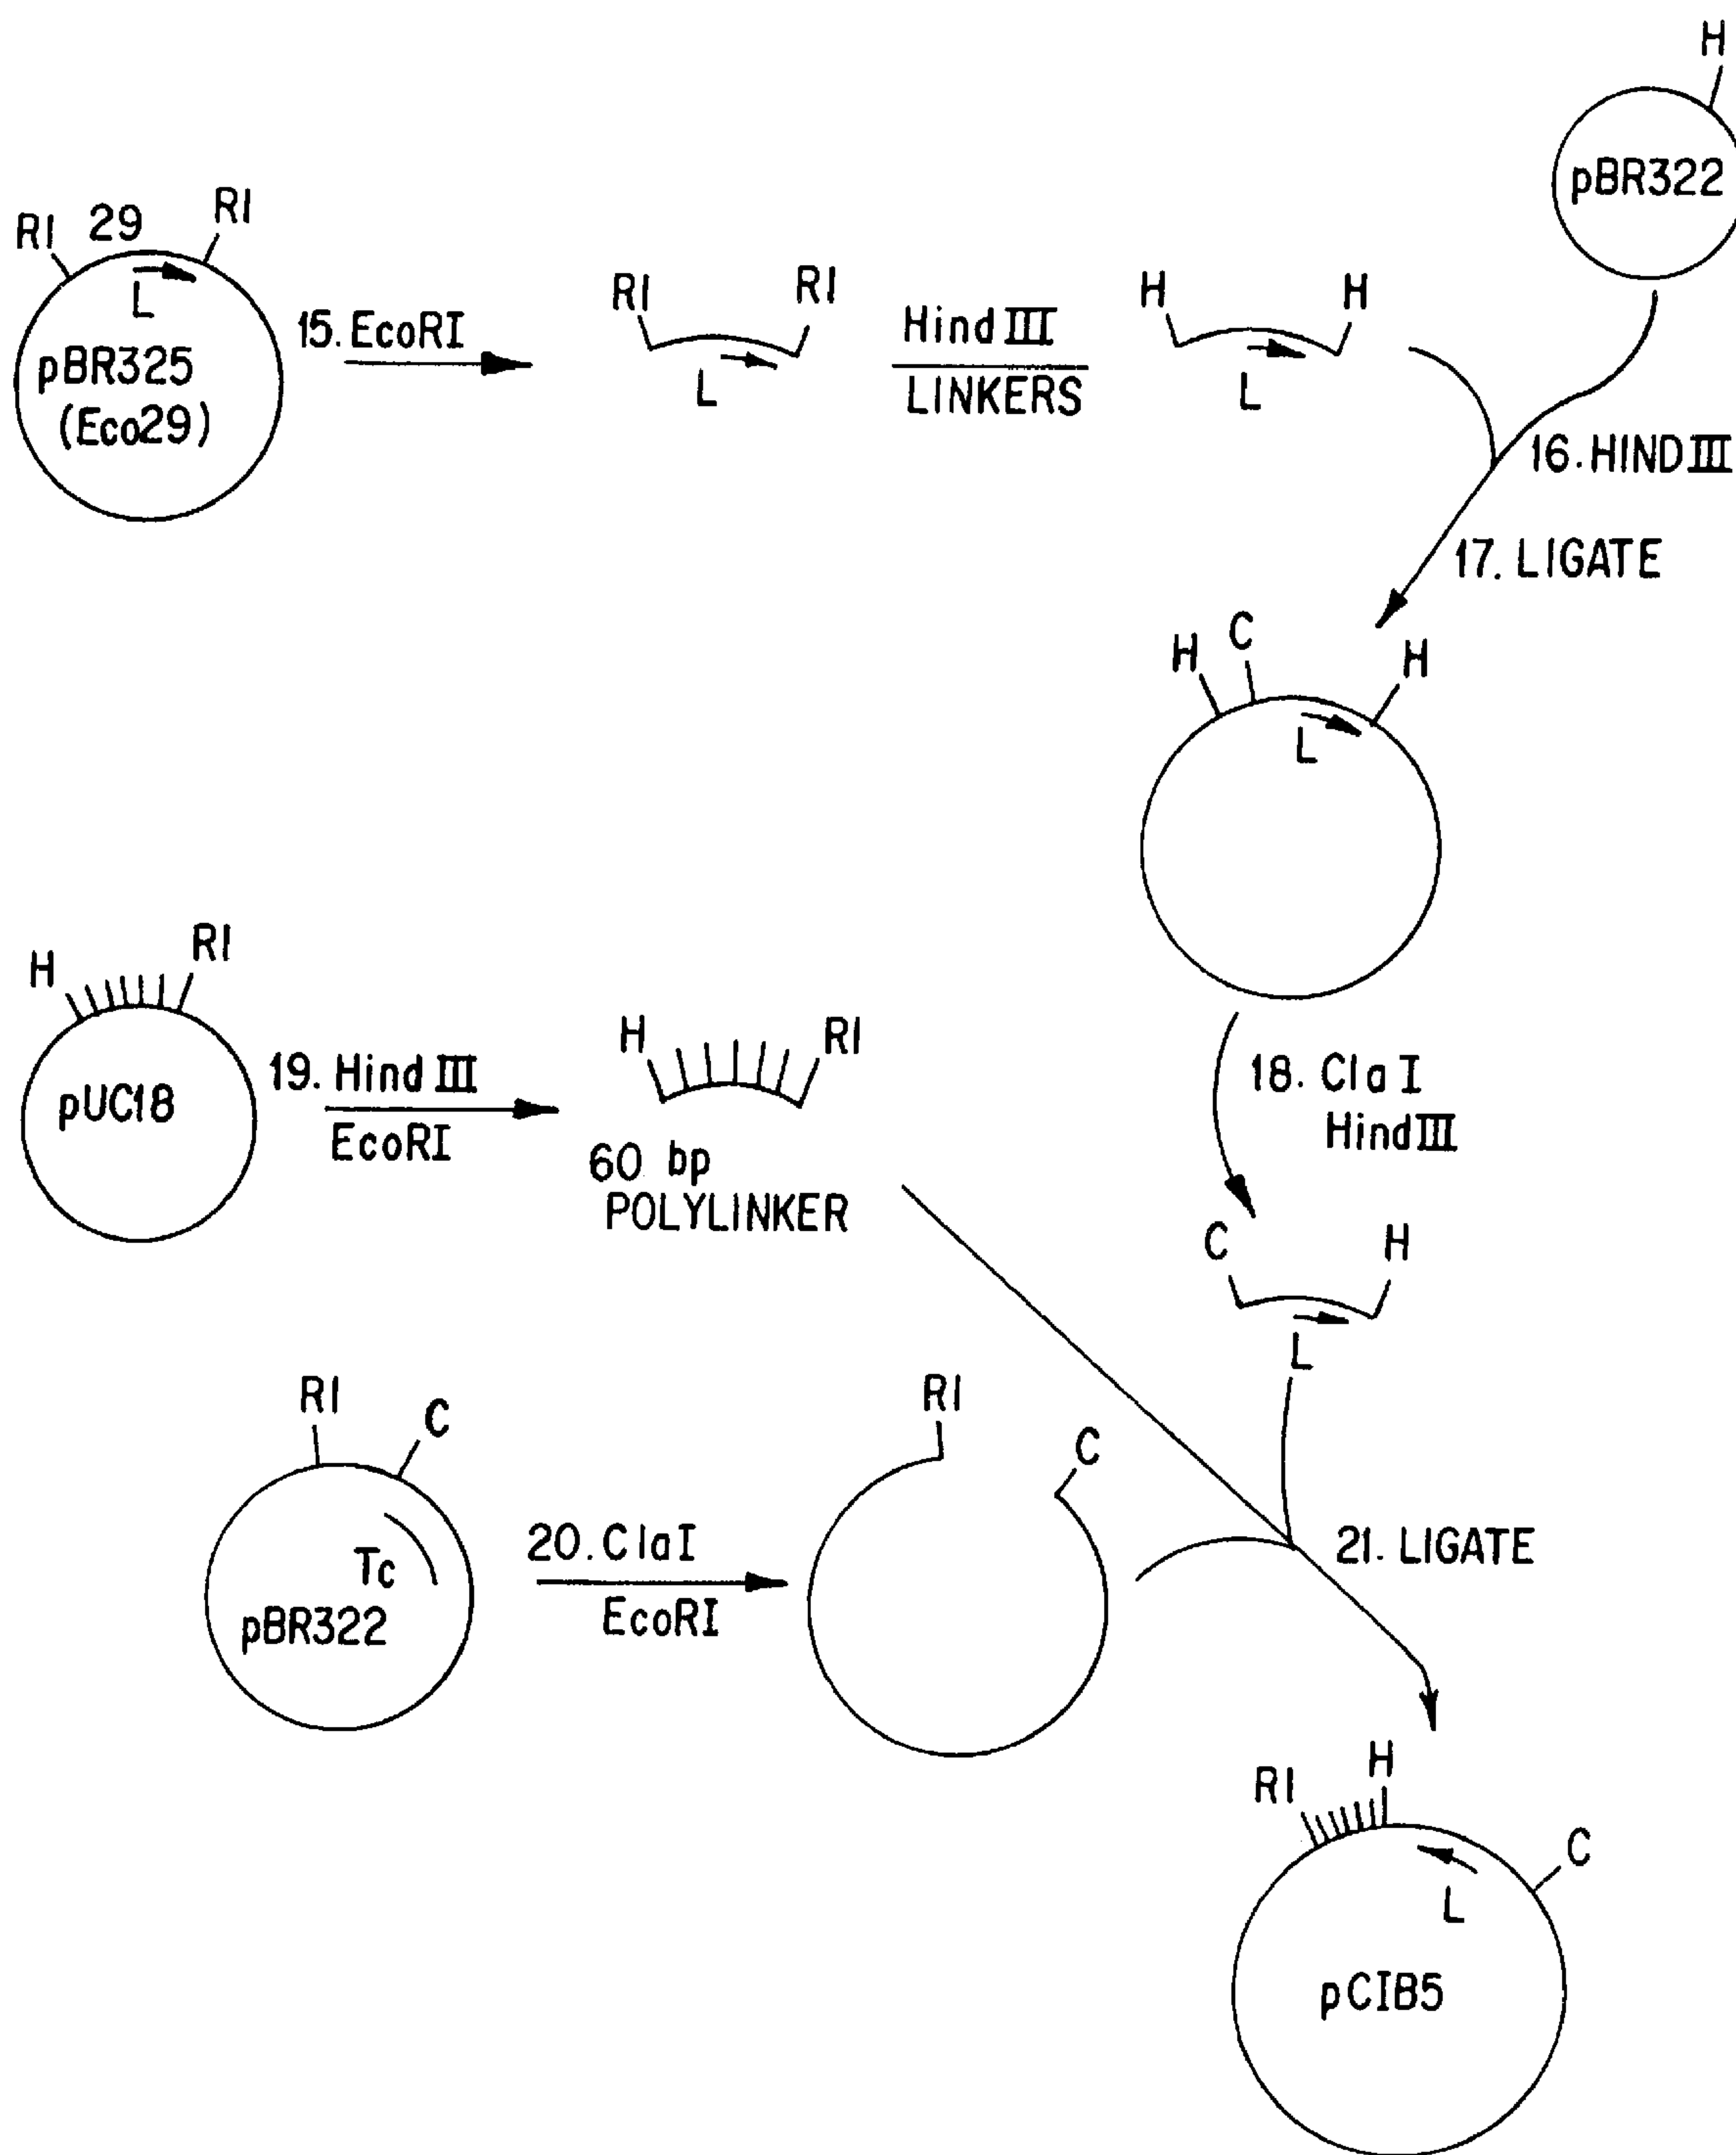 H
pBR322
RI 29 RI
L
pBR325
(Eco29)
15. EcoRI
RI RI
L
Hind III
LINKERS
H H
L
16. HIND III
17. LIGATE
H C H
L
H RI
pUC18
19. Hind III
EcoRI
H RI
60 bp
POLYLINKER
18. Cla I
Hind III
C H
L
RI C
Tc
pBR322
20. ClaI
EcoRI
RI
C
21. LIGATE
RI H C
L
pCIB5